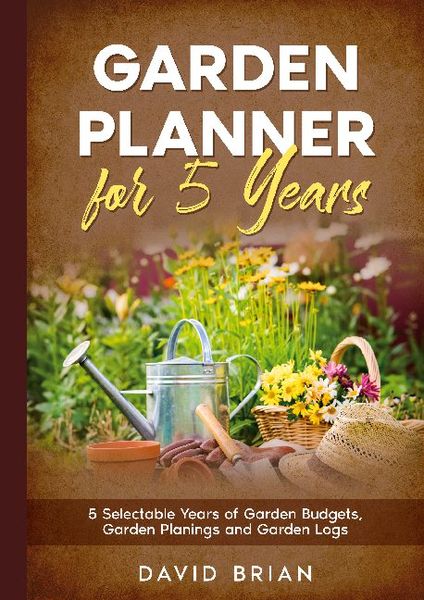 GARDEN
PLANNER
for 5 Years
5 Selectable Years of Garden Budgets,
Garden Planings and Garden Logs
DAVID BRIAN